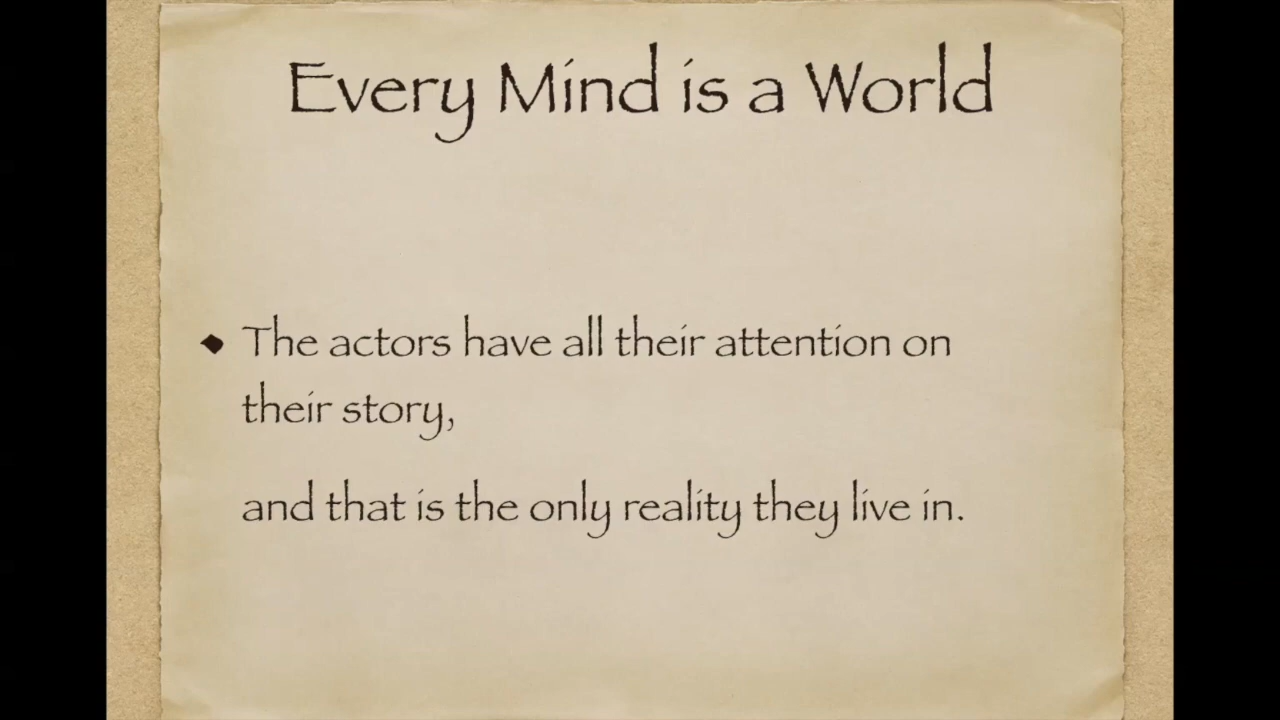 Every Mind is a World
The actors have all their attention on
their story,
and that is the only reality they live in.